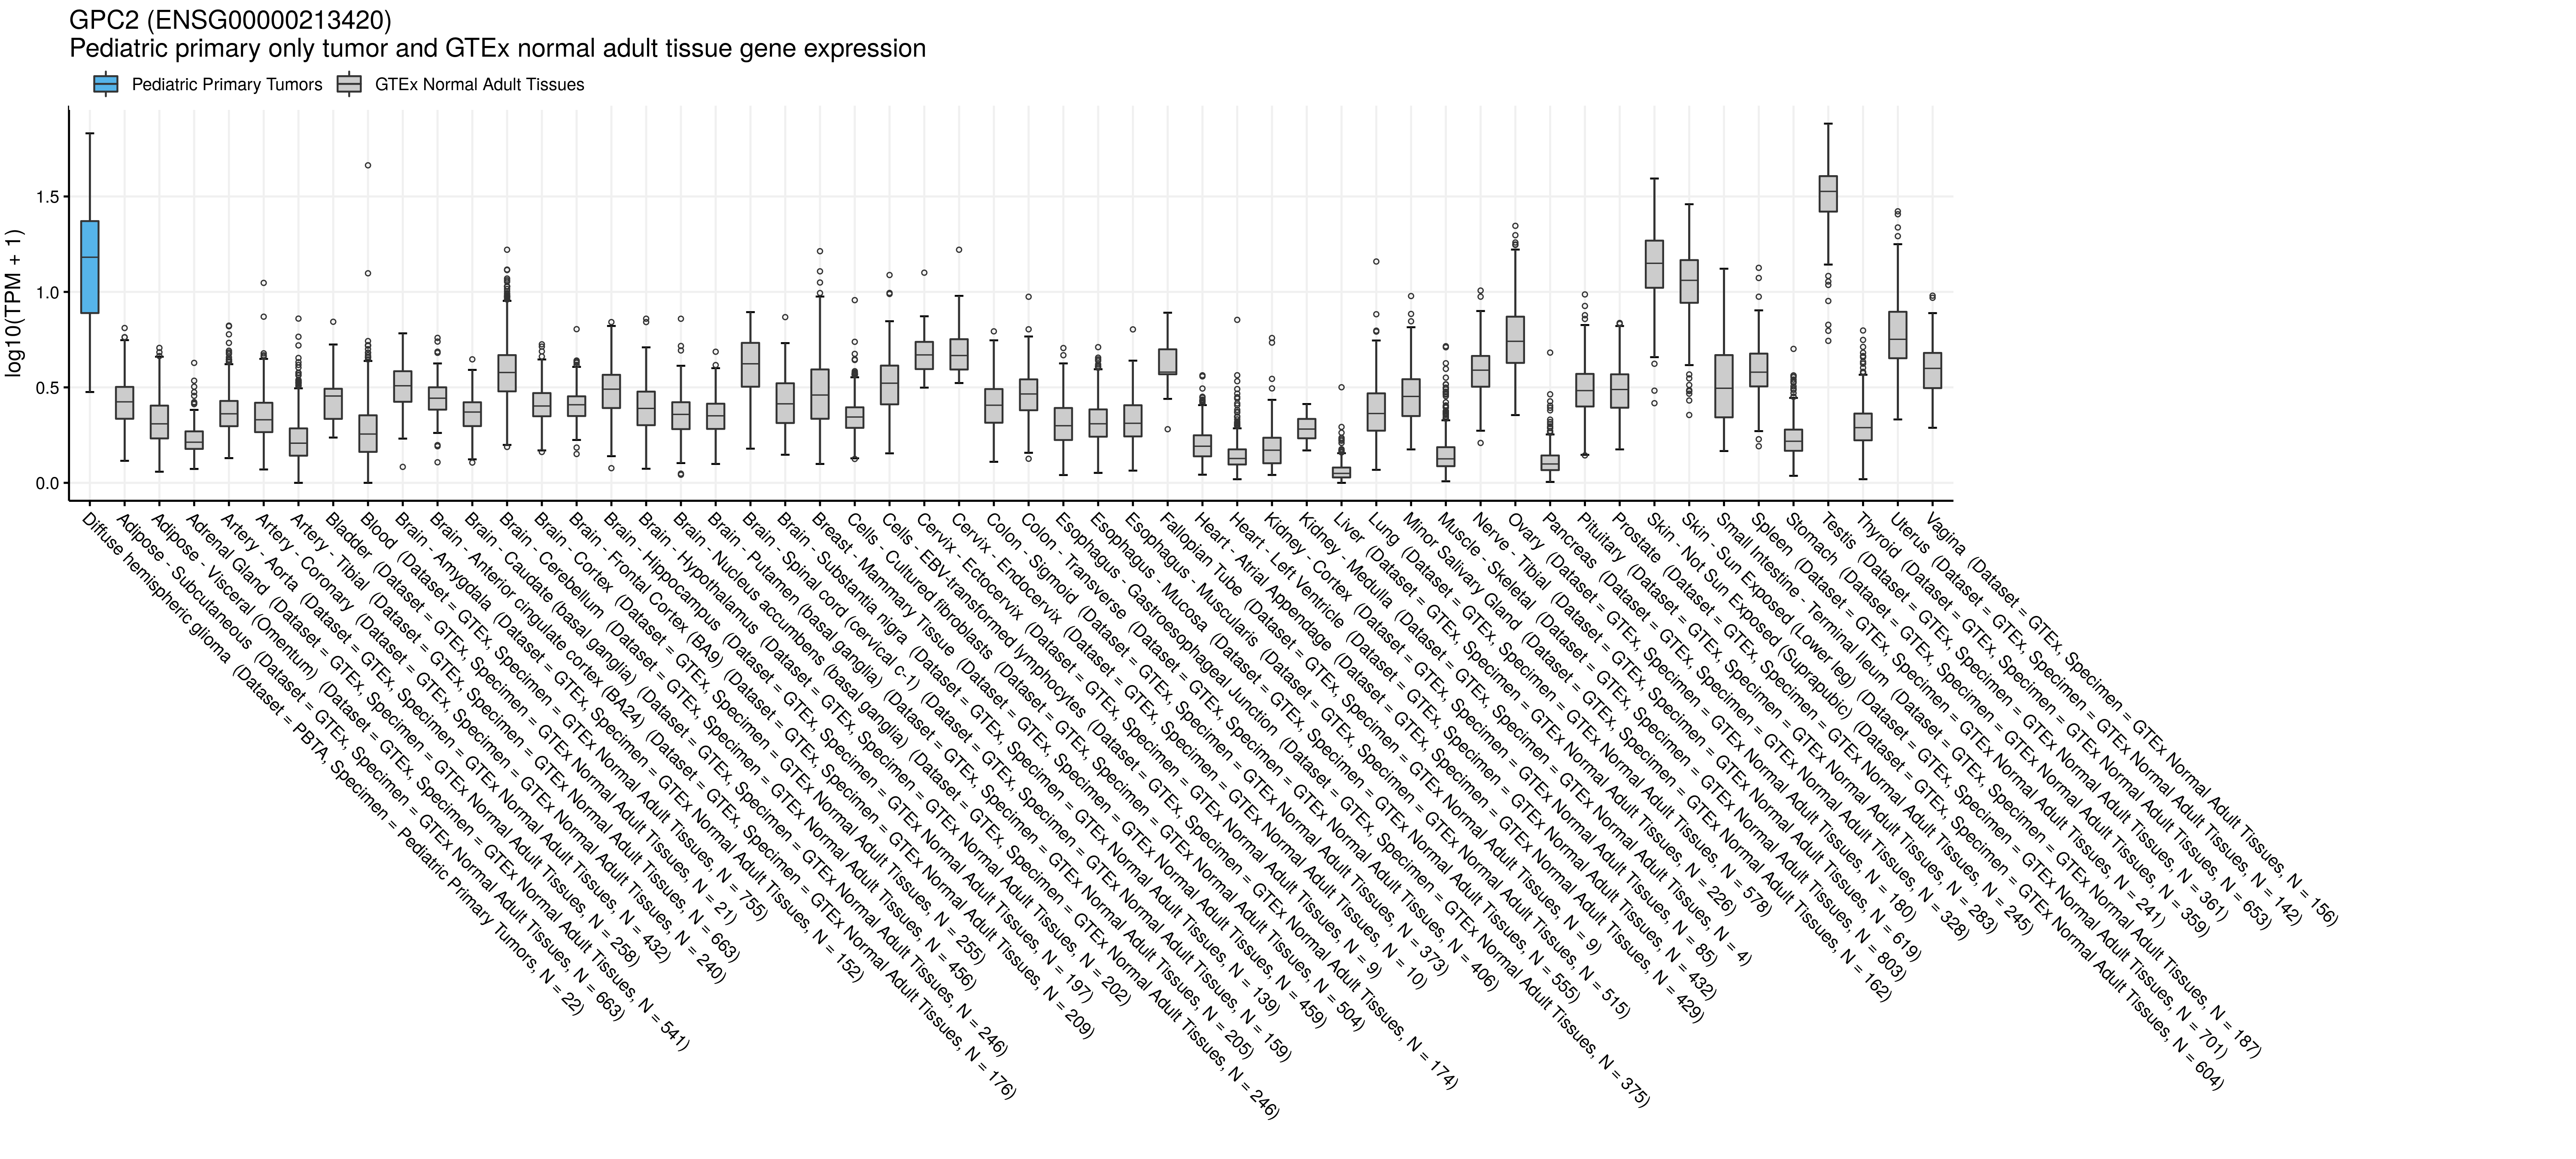 GPC2 (ENSG00000213420)
Pediatric primary only tumor and GTEx normal adult tissue gene expression
Pediatric Primary Tumors
GTEx Normal Adult Tissues
log10(TPM + 1)
1.5
1.0
0.5
0.0
Diffuse hemispheric glioma (Dataset = PBTA, Specimen = Pediatric Primary Tumors, N = 22)
Adipose - Subcutaneous (Dataset = GTEx, Specimen = GTEx Normal Adult Tissues, N = 663)
Adipose - Visceral (Omentum) (Dataset = GTEx, Specimen = GTEx Normal Adult Tissues, N = 541)
Adrenal Gland (Dataset = GTEx, Specimen = GTEx Normal Adult Tissues, N = 258)
Artery - Aorta (Dataset = GTEx, Specimen = GTEx Normal Adult Tissues, N = 432)
Artery - Coronary (Dataset = GTEx, Specimen = GTEx Normal Adult Tissues, N = 240)
Artery - Tibial (Dataset = GTEx, Specimen = GTEx Normal Adult Tissues, N = 663)
Bladder (Dataset = GTEx, Specimen = GTEx Normal Adult Tissues, N = 21)
Blood (Dataset = GTEx, Specimen = GTEx Normal Adult Tissues, N = 755)
Brain - Amygdala (Dataset = GTEx, Specimen = GTEx Normal Adult Tissues, N = 152)
Brain - Anterior cingulate cortex (BA24) (Dataset = GTEx, Specimen = GTEx Normal Adult Tissues, N = 176)
Brain - Caudate (basal ganglia) (Dataset = GTEx, Specimen = GTEx Normal Adult Tissues, N = 246)
Brain - Cerebellum (Dataset = GTEx, Specimen = GTEx Normal Adult Tissues, N = 456)
Brain - Cortex (Dataset = GTEx, Specimen = GTEx Normal Adult Tissues, N = 255)
Brain - Frontal Cortex (BA9) (Dataset = GTEx, Specimen = GTEx Normal Adult Tissues, N = 209)
Brain - Hippocampus (Dataset = GTEx, Specimen = GTEx Normal Adult Tissues, N = 197)
Brain - Hypothalamus (Dataset = GTEx, Specimen = GTEx Normal Adult Tissues, N = 202)
Brain - Nucleus accumbens (basal ganglia) (Dataset = GTEx, Specimen = GTEx Normal Adult Tissues, N = 246)
Brain - Putamen (basal ganglia) (Dataset = GTEx, Specimen = GTEx Normal Adult Tissues, N = 205)
Brain - Spinal cord (cervical c-1) (Dataset = GTEx, Specimen = GTEx Normal Adult Tissues, N = 159)
Brain - Substantia nigra (Dataset = GTEx, Specimen = GTEx Normal Adult Tissues, N = 139)
Breast - Mammary Tissue (Dataset = GTEx, Specimen = GTEx Normal Adult Tissues, N = 459)
Cells - Cultured fibroblasts (Dataset = GTEx, Specimen = GTEx Normal Adult Tissues, N = 504)
Cells - EBV-transformed lymphocytes (Dataset = GTEx, Specimen = GTEx Normal Adult Tissues, N = 174)
Cervix - Ectocervix (Dataset = GTEx, Specimen = GTEx Normal Adult Tissues, N = 9)
Cervix - Endocervix (Dataset = GTEx, Specimen = GTEx Normal Adult Tissues, N = 10)
Colon - Sigmoid (Dataset = GTEx, Specimen = GTEx Normal Adult Tissues, N = 373)
Colon - Transverse (Dataset = GTEx, Specimen = GTEx Normal Adult Tissues, N = 406)
Esophagus - Gastroesophageal Junction (Dataset = GTEx, Specimen = GTEx Normal Adult Tissues, N = 375)
Esophagus - Mucosa (Dataset = GTEx, Specimen = GTEx Normal Adult Tissues, N = 555)
Esophagus - Muscularis (Dataset = GTEx, Specimen = GTEx Normal Adult Tissues, N = 515)
Fallopian Tube (Dataset = GTEx, Specimen = GTEx Normal Adult Tissues, N = 9)
Heart - Atrial Appendage (Dataset = GTEx, Specimen = GTEx Normal Adult Tissues, N = 429)
Heart - Left Ventricle (Dataset = GTEx, Specimen = GTEx Normal Adult Tissues, N = 432)
Kidney - Cortex (Dataset = GTEx, Specimen = GTEx Normal Adult Tissues, N = 85)
Kidney - Medulla (Dataset = GTEx, Specimen = GTEx Normal Adult Tissues, N = 4)
Liver (Dataset = GTEx, Specimen = GTEx Normal Adult Tissues, N = 226)
Lung (Dataset = GTEx, Specimen = GTEx Normal Adult Tissues, N = 578)
Minor Salivary Gland (Dataset = GTEx, Specimen = GTEx Normal Adult Tissues, N = 162)
Muscle - Skeletal (Dataset = GTEx, Specimen = GTEx Normal Adult Tissues, N = 803)
Nerve - Tibial (Dataset = GTEx, Specimen = GTEx Normal Adult Tissues, N = 619)
Ovary (Dataset = GTEx, Specimen = GTEx Normal Adult Tissues, N = 180)
Pancreas (Dataset = GTEx, Specimen = GTEx Normal Adult Tissues, N = 328)
Pituitary (Dataset = GTEx, Specimen = GTEx Normal Adult Tissues, N = 283)
Prostate (Dataset = GTEx, Specimen = GTEx Normal Adult Tissues, N = 245)
Skin - Not Sun Exposed (Suprapubic) (Dataset = GTEx, Specimen = GTEx Normal Adult Tissues, N = 604)
Skin - Sun Exposed (Lower leg) (Dataset = GTEx, Specimen = GTEx Normal Adult Tissues, N = 701)
Small Intestine - Terminal Ileum (Dataset = GTEx, Specimen = GTEx Normal Adult Tissues, N = 187)
Spleen (Dataset = GTEx, Specimen = GTEx Normal Adult Tissues, N = 241)
Stomach (Dataset = GTEx, Specimen = GTEx Normal Adult Tissues, N = 359)
Testis (Dataset = GTEx, Specimen = GTEx Normal Adult Tissues, N = 361)
Thyroid (Dataset = GTEx, Specimen = GTEx Normal Adult Tissues, N = 653)
Uterus (Dataset = GTEx, Specimen = GTEx Normal Adult Tissues, N = 142)
Vagina (Dataset = GTEx, Specimen = GTEx Normal Adult Tissues, N = 156)